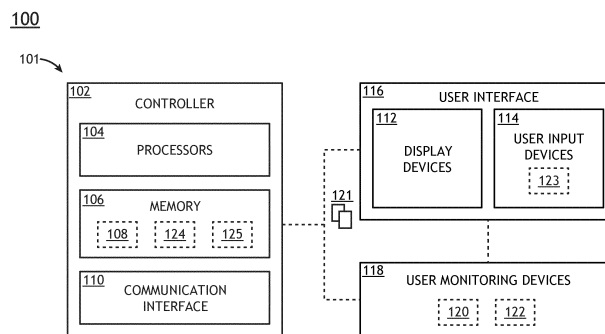 100
101
102
CONTROLLER
104
PROCESSORS
106
MEMORY
108 124 125
110
COMMUNICATION
INTERFACE
121
116
USER INTERFACE
112
DISPLAY
DEVICES
114
USER INPUT
DEVICES
123
118
USER MONITORING DEVICES
120 122